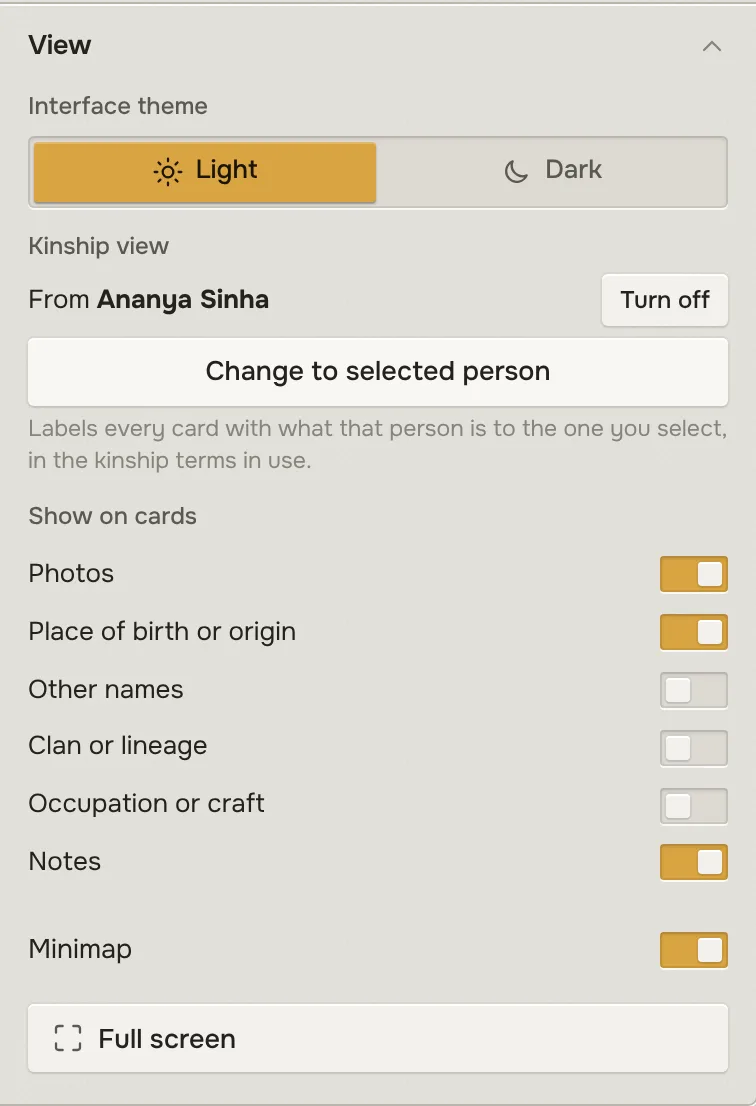 View
Interface theme
Light
Dark
Kinship view
From Ananya Sinha
Turn off
Change to selected person
Labels every card with what that person is to the one you select,
in the kinship terms in use.
Show on cards
Photos
Place of birth or origin
Other names
Clan or lineage
Occupation or craft
Notes
Minimap
Full screen